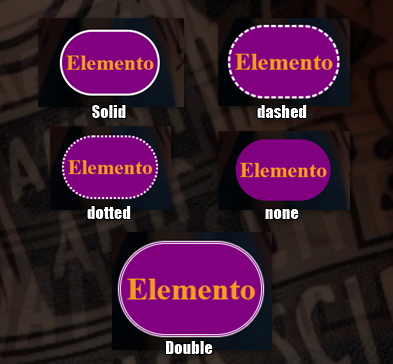 Elemento
Solid
Elemento
dashed
Elemento
dotted
Elemento
none
Elemento
Double